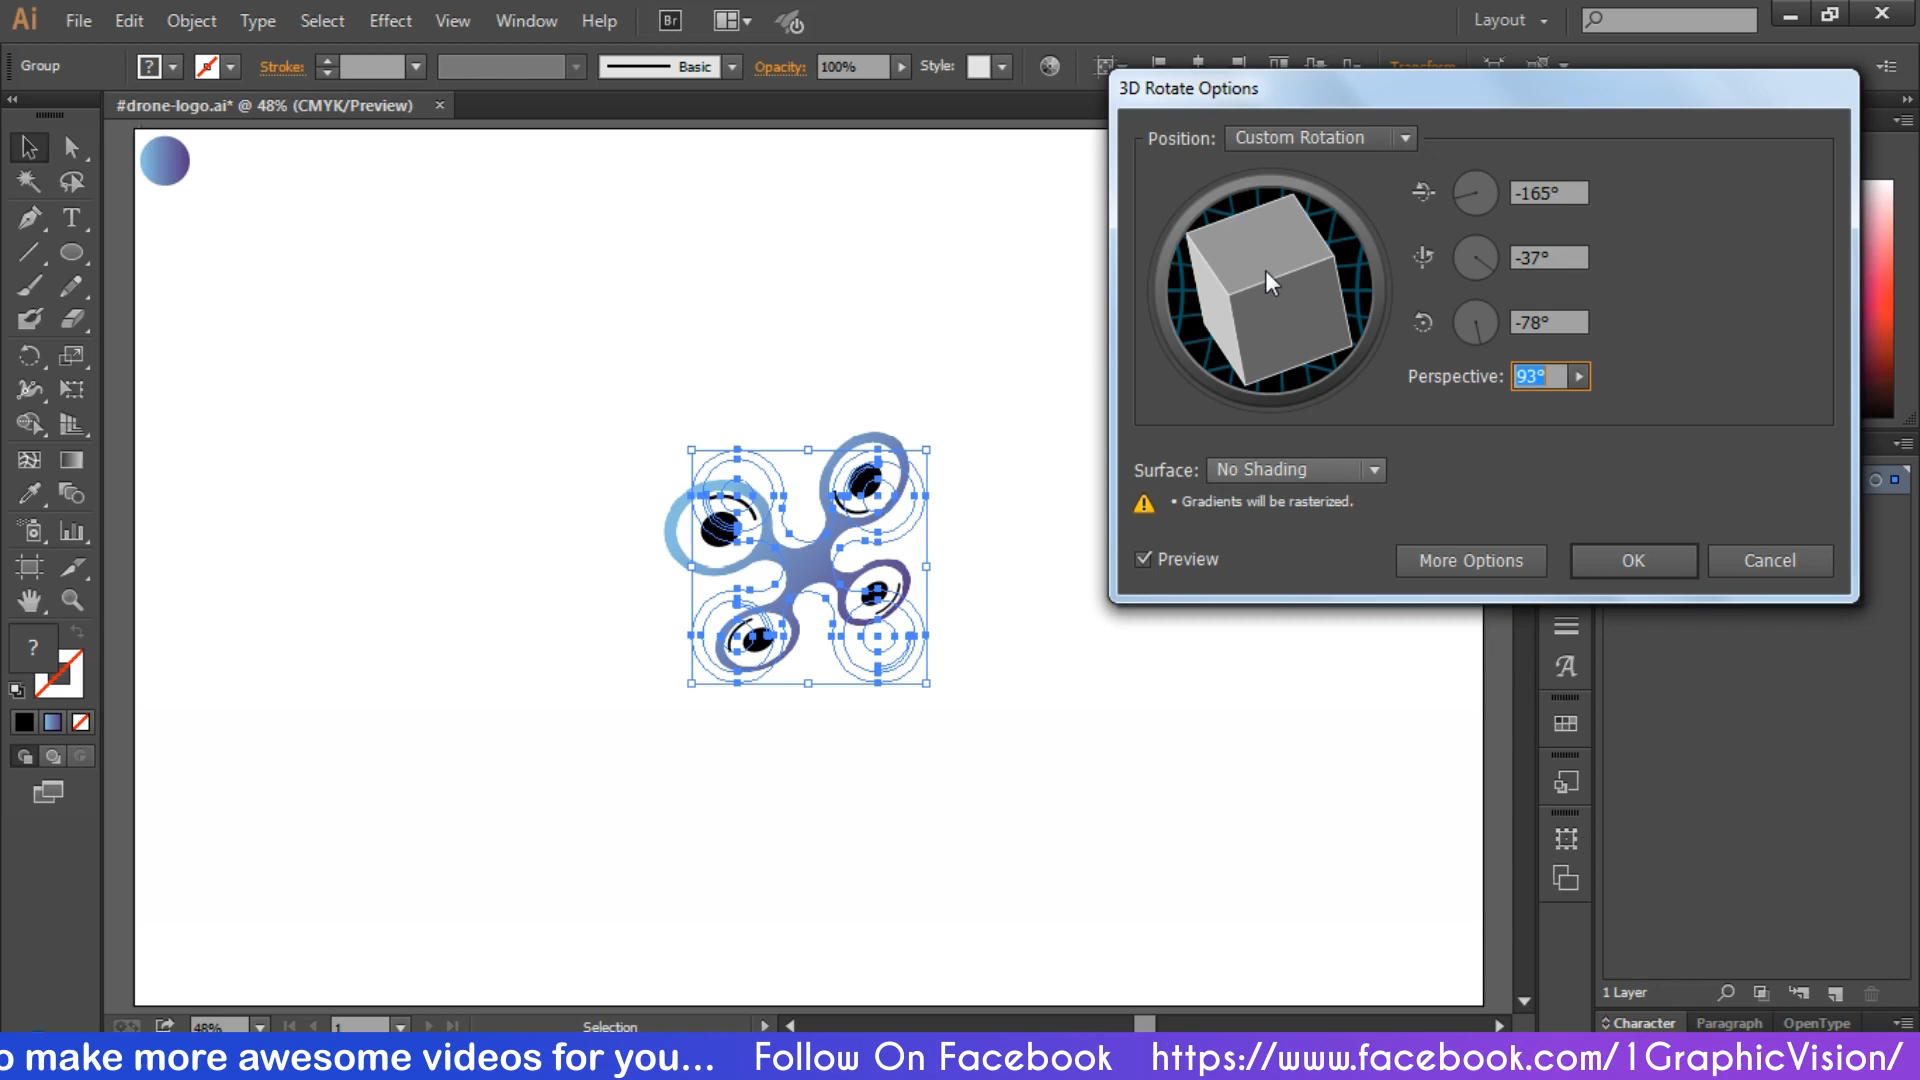 Ai File Edit Object Type Select Effect View Window Help Br Layout
Group Stroke: Basic Opacity: 100% Style: Transform
#drone-logo.ai* @ 48% (CMYK/Preview) ×
3D Rotate Options
Position: Custom Rotation
-165°
-37°
-78°
Perspective: 93°
Surface: No Shading
• Gradients will be rasterized.
Preview More Options OK Cancel
T
?
A
1 Layer
48% 1 Selection
Character Paragraph OpenType
o make more awesome videos for you... Follow On Facebook https://www.facebook.com/1GraphicVision/